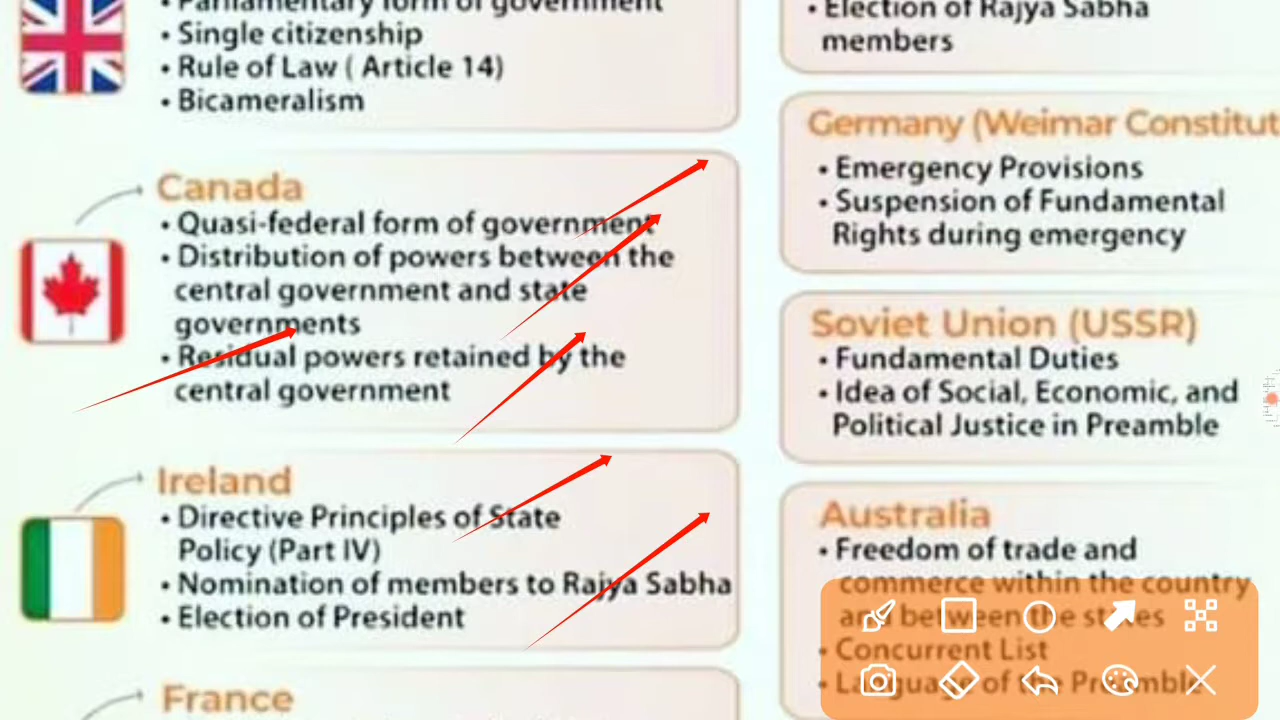 • Parliamentary form of government
• Single citizenship
• Rule of Law ( Article 14)
• Bicameralism
Canada
• Quasi-federal form of government
• Distribution of powers between the
central government and state
governments
• Residual powers retained by the
central government
Ireland
• Directive Principles of State
Policy (Part IV)
• Nomination of members to Rajya Sabha
• Election of President
France
• Election of Rajya Sabha
members
Germany (Weimar Constitut
• Emergency Provisions
• Suspension of Fundamental
Rights during emergency
Soviet Union (USSR)
• Fundamental Duties
• Idea of Social, Economic, and
Political Justice in Preamble
Australia
• Freedom of trade and
commerce within the country
and between the states
• Concurrent List
• Language of the Preamble